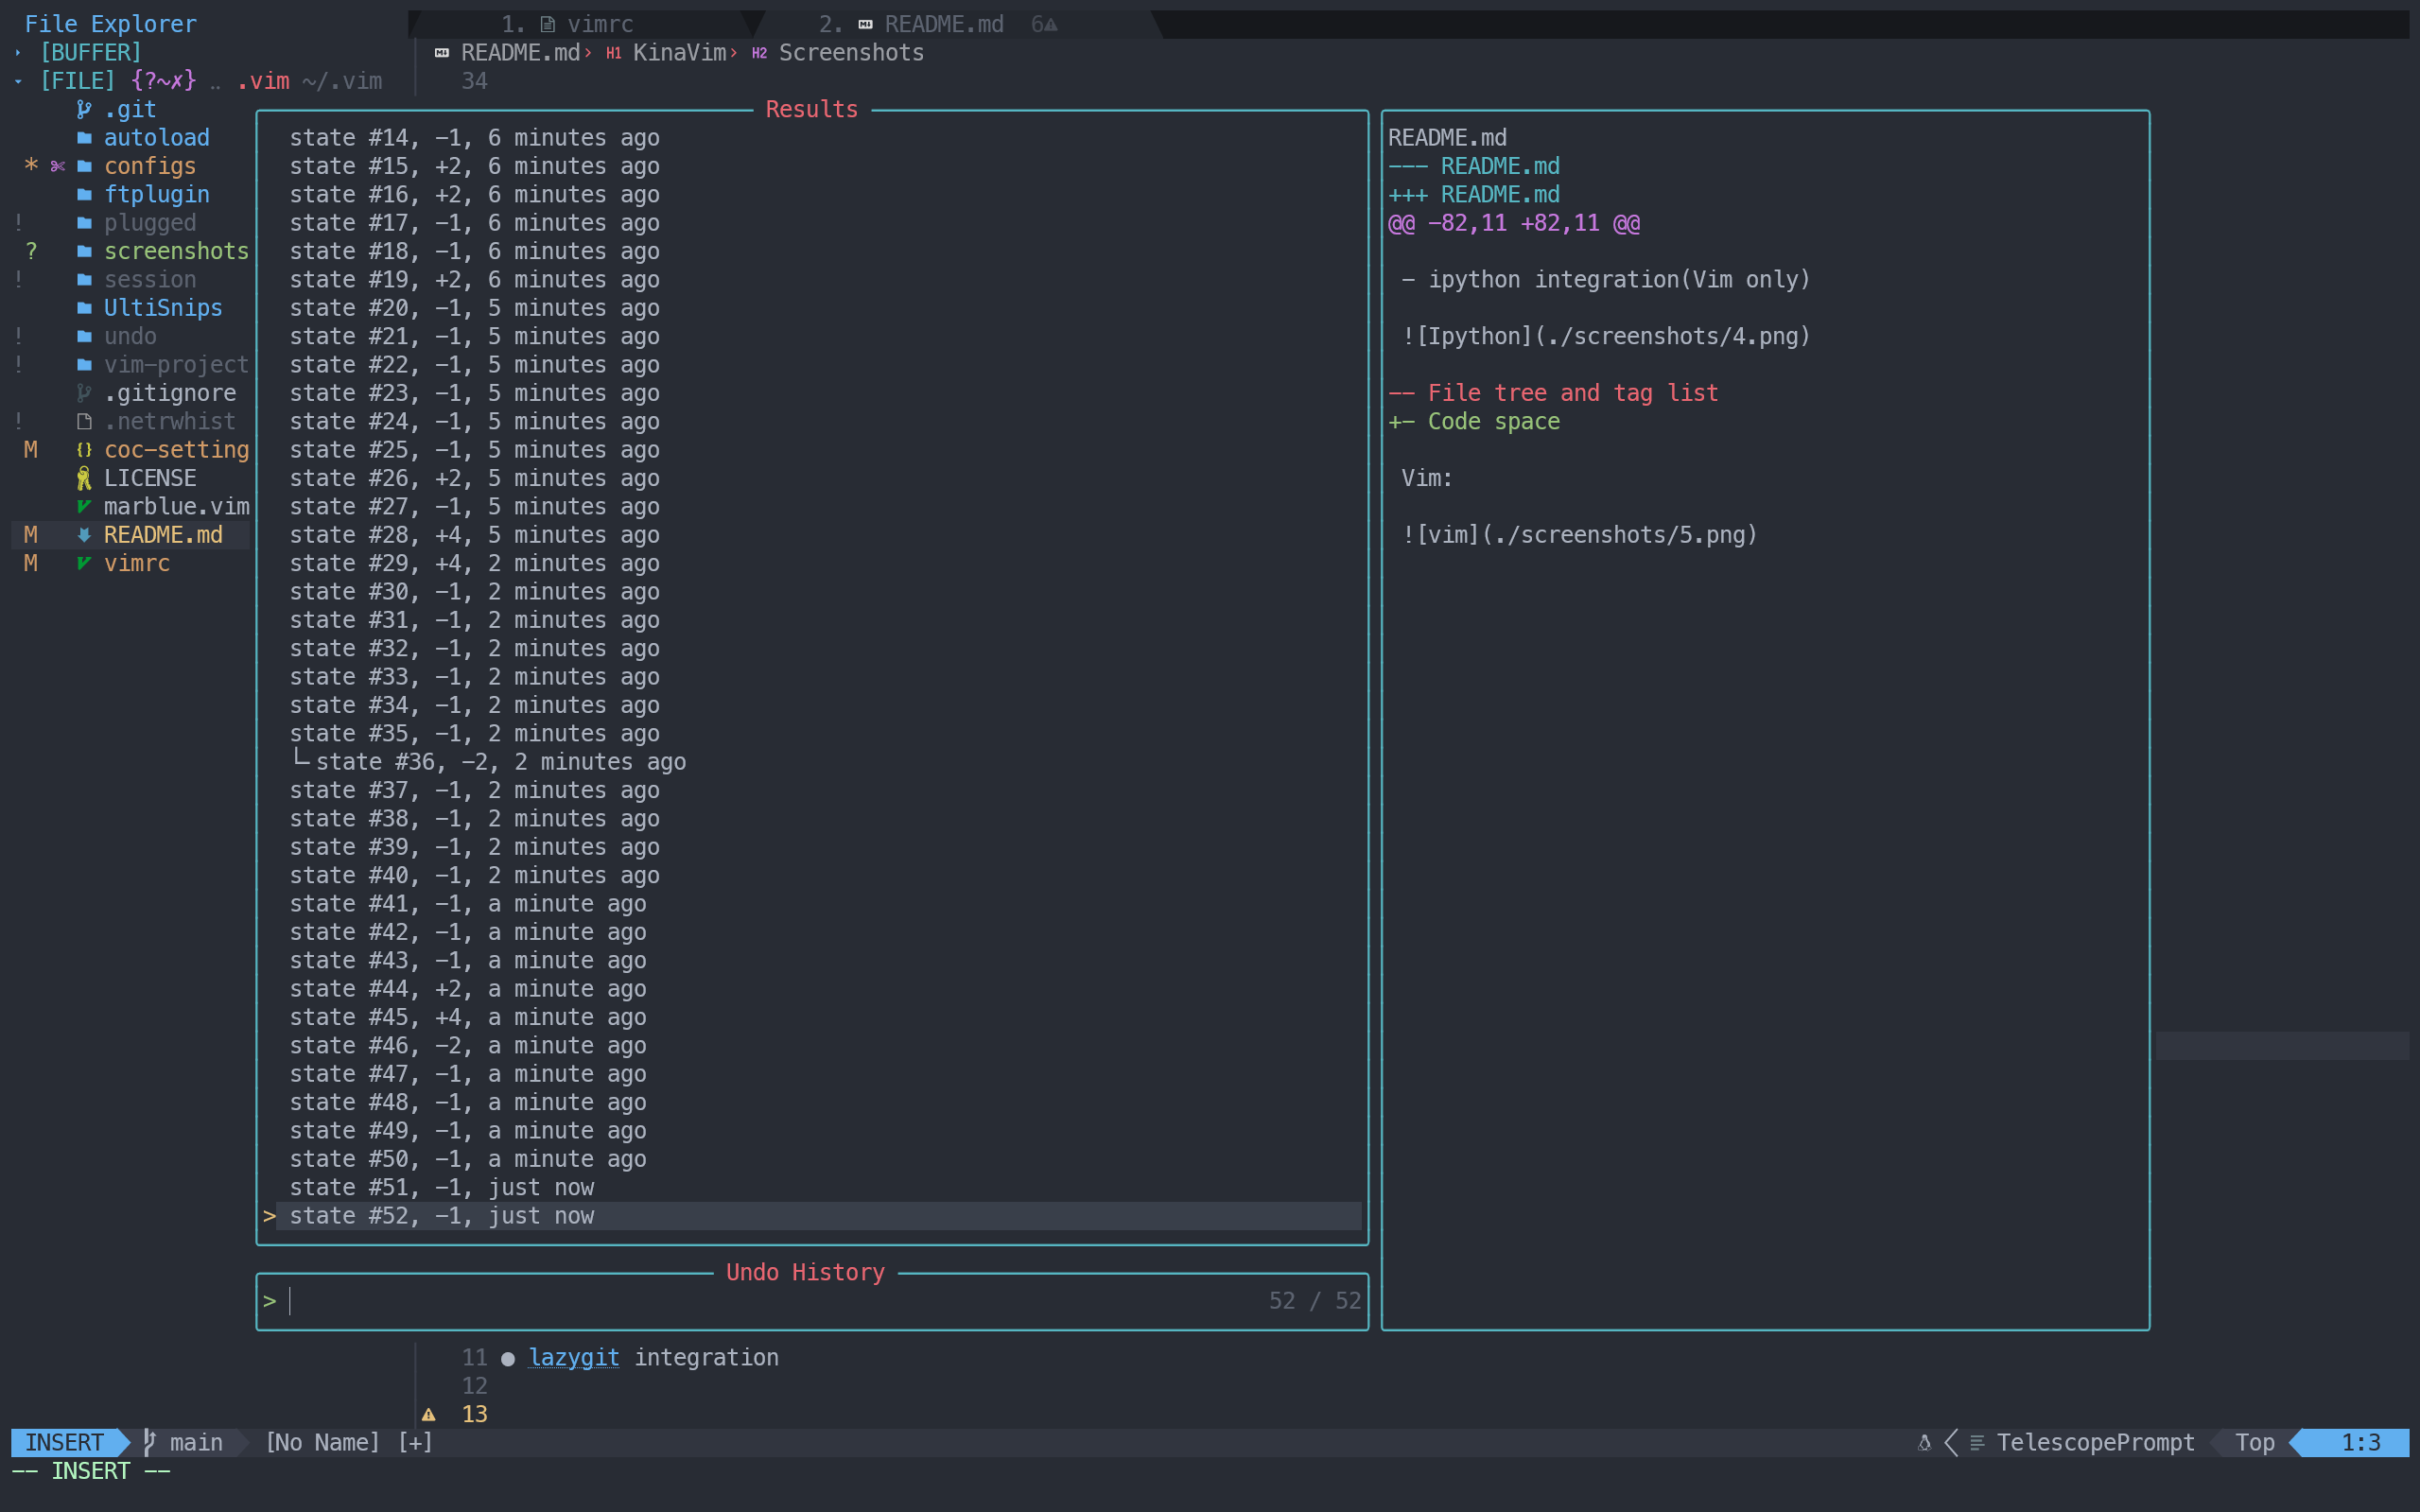 File Explorer
[BUFFER]
[FILE] {?~✗} .. .vim ~/.vim
.git
autoload
* configs
ftplugin
! plugged
? screenshots
! session
UltiSnips
! undo
! vim-project
.gitignore
! .netrwhist
M {} coc-setting
LICENSE
marblue.vim
M README.md
M vimrc
1. vimrc 2. README.md 6
README.md› H1 KinaVim› H2 Screenshots
34
Results
state #14, -1, 6 minutes ago
state #15, +2, 6 minutes ago
state #16, +2, 6 minutes ago
state #17, -1, 6 minutes ago
state #18, -1, 6 minutes ago
state #19, +2, 6 minutes ago
state #20, -1, 5 minutes ago
state #21, -1, 5 minutes ago
state #22, -1, 5 minutes ago
state #23, -1, 5 minutes ago
state #24, -1, 5 minutes ago
state #25, -1, 5 minutes ago
state #26, +2, 5 minutes ago
state #27, -1, 5 minutes ago
state #28, +4, 5 minutes ago
state #29, +4, 2 minutes ago
state #30, -1, 2 minutes ago
state #31, -1, 2 minutes ago
state #32, -1, 2 minutes ago
state #33, -1, 2 minutes ago
state #34, -1, 2 minutes ago
state #35, -1, 2 minutes ago
└╴state #36, -2, 2 minutes ago
state #37, -1, 2 minutes ago
state #38, -1, 2 minutes ago
state #39, -1, 2 minutes ago
state #40, -1, 2 minutes ago
state #41, -1, a minute ago
state #42, -1, a minute ago
state #43, -1, a minute ago
state #44, +2, a minute ago
state #45, +4, a minute ago
state #46, -2, a minute ago
state #47, -1, a minute ago
state #48, -1, a minute ago
state #49, -1, a minute ago
state #50, -1, a minute ago
state #51, -1, just now
> state #52, -1, just now
Undo History
> 52 / 52
README.md
--- README.md
+++ README.md
@@ -82,11 +82,11 @@
- ipython integration(Vim only)
![Ipython](./screenshots/4.png)
-- File tree and tag list
+- Code space
Vim:
![vim](./screenshots/5.png)
11 ● lazygit integration
12
13
INSERT main [No Name] [+] TelescopePrompt Top 1:3
-- INSERT --